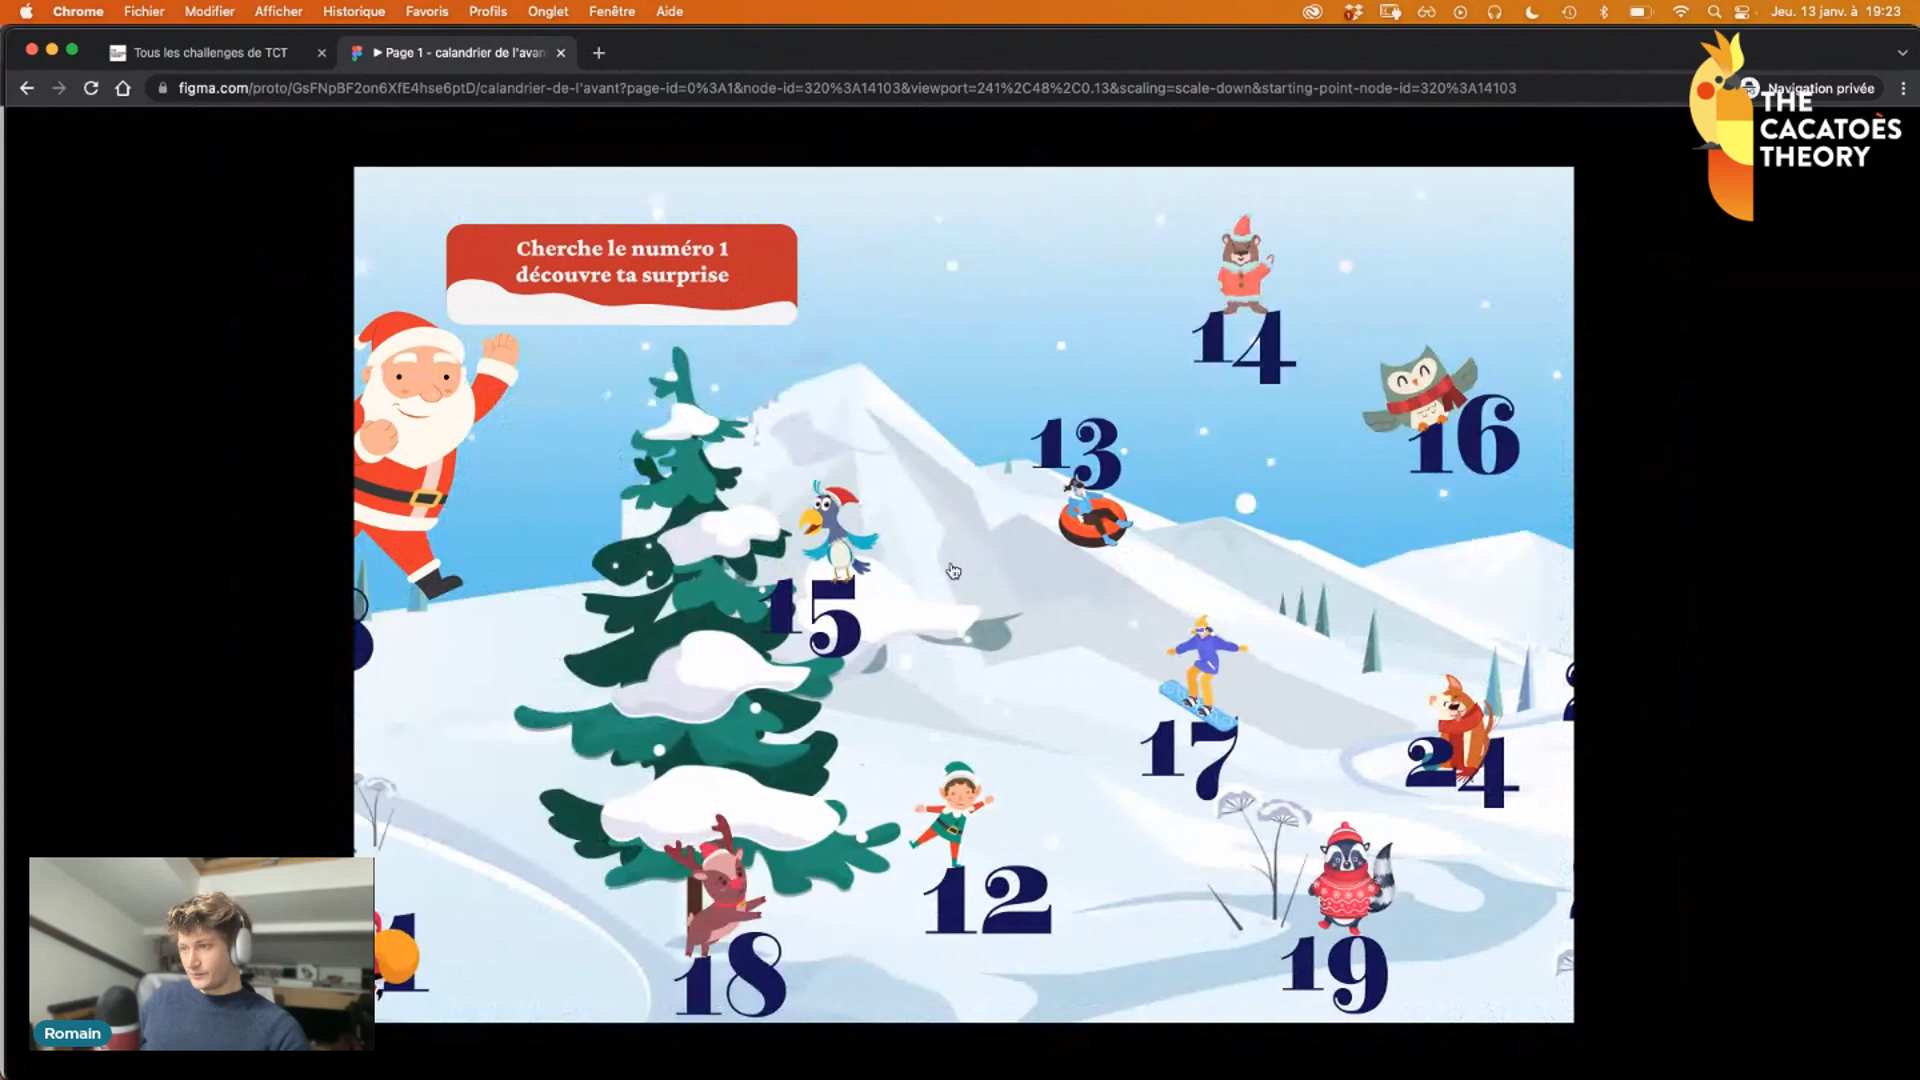 Chrome Fichier Modifier Afficher Historique Favoris Profils Onglet Fenêtre Aide Jeu. 13 janv. à 19:23
Tous les challenges de TCT
Page 1 - calandrier de l'avan
figma.com/proto/GsFNpBF2on6XfE4hse6ptD/calandrier-de-l'avant?page-id=0%3A1&node-id=320%3A14103&viewport=241%2C48%2C0.13&scaling=scale-down&starting-point-node-id=320%3A14103
Navigation privée
THE
CACATOÈS
THEORY
Cherche le numéro 1
découvre ta surprise
14
16
13
15
17
24
12
18
19
Romain